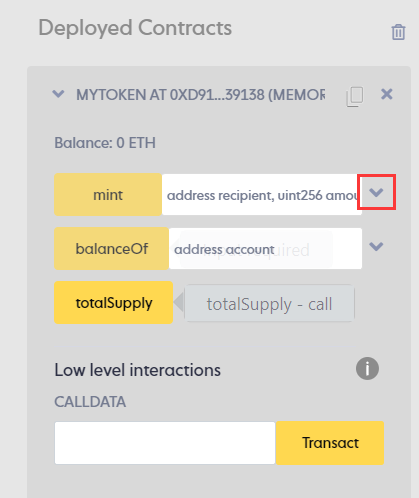 Deployed Contracts
MYTOKEN AT 0XD91...39138 (MEMOR
Balance: 0 ETH
mint address recipient, uint256 amou
balanceOf address account quired
totalSupply totalSupply - call
Low level interactions i
CALLDATA
Transact